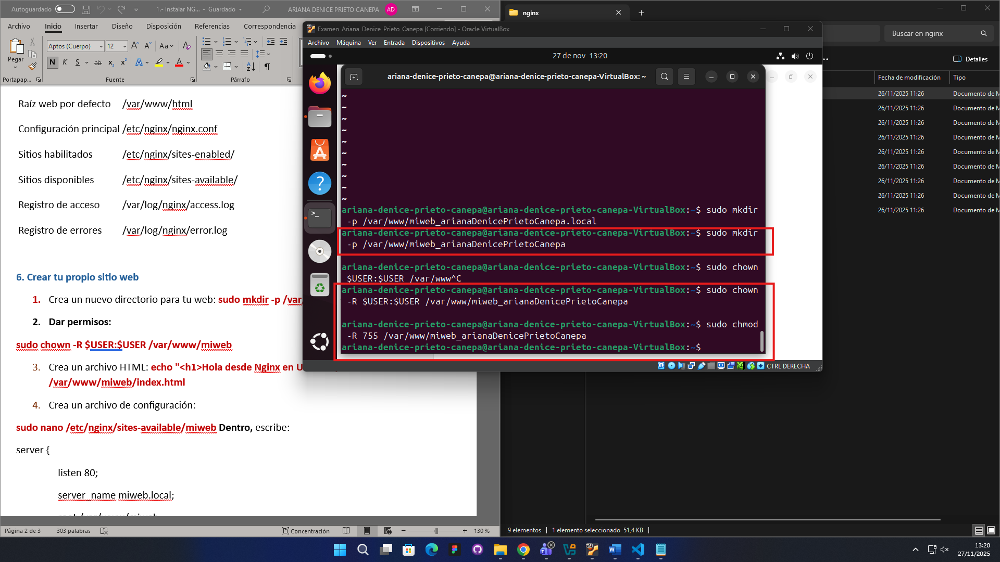 Autoguardado
1.- Instalar NG... - Guardado
ARIANA DENICE PRIETO CANEPA
AD
Archivo
Inicio
Insertar
Diseño
Disposición
Referencias
Correspondencia
Pegar
Aptos (Cuerpo)
12
Aa
N K S ab x₂ x²
Portapap...
Fuente
Párrafo
Raíz web por defecto /var/www/html
Configuración principal /etc/nginx/nginx.conf
Sitios habilitados /etc/nginx/sites-enabled/
Sitios disponibles /etc/nginx/sites-available/
Registro de acceso /var/log/nginx/access.log
Registro de errores /var/log/nginx/error.log
6. Crear tu propio sitio web
1. Crea un nuevo directorio para tu web: sudo mkdir -p /var/
2. Dar permisos:
sudo chown -R $USER:$USER /var/www/miweb
3. Crea un archivo HTML: echo "<h1>Hola desde Nginx en U
/var/www/miweb/index.html
4. Crea un archivo de configuración:
sudo nano /etc/nginx/sites-available/miweb Dentro, escribe:
server {
listen 80;
server_name miweb.local;
root /var/www/miweb
Página 2 de 3
303 palabras
Concentración
130 %
nginx
Buscar en nginx
Detalles
Fecha de modificación
Tipo
26/11/2025 11:26 Documento de M
26/11/2025 11:26 Documento de M
26/11/2025 11:26 Documento de M
26/11/2025 11:26 Documento de M
26/11/2025 11:26 Documento de M
26/11/2025 11:26 Documento de M
26/11/2025 11:26 Documento de M
26/11/2025 11:26 Documento de M
26/11/2025 11:26 Documento de M
9 elementos
1 elemento seleccionado 51,4 KB
Examen_Ariana_Denice_Prieto_Canepa [Corriendo] - Oracle VirtualBox
Archivo Máquina Ver Entrada Dispositivos Ayuda
27 de nov 13:20
ariana-denice-prieto-canepa@ariana-denice-prieto-canepa-VirtualBox: ~
~
~
~
~
~
~
~
~
~
~
ariana-denice-prieto-canepa@ariana-denice-prieto-canepa-VirtualBox:~$ sudo mkdir
-p /var/www/miweb_arianaDenicePrietoCanepa.local
ariana-denice-prieto-canepa@ariana-denice-prieto-canepa-VirtualBox:~$ sudo mkdir
-p /var/www/miweb_arianaDenicePrietoCanepa
ariana-denice-prieto-canepa@ariana-denice-prieto-canepa-VirtualBox:~$ sudo chown
$USER:$USER /var/www^C
ariana-denice-prieto-canepa@ariana-denice-prieto-canepa-VirtualBox:~$ sudo chown
-R $USER:$USER /var/www/miweb_arianaDenicePrietoCanepa
ariana-denice-prieto-canepa@ariana-denice-prieto-canepa-VirtualBox:~$ sudo chmod
-R 755 /var/www/miweb_arianaDenicePrietoCanepa
ariana-denice-prieto-canepa@ariana-denice-prieto-canepa-VirtualBox:~$
CTRL DERECHA
13:20
27/11/2025